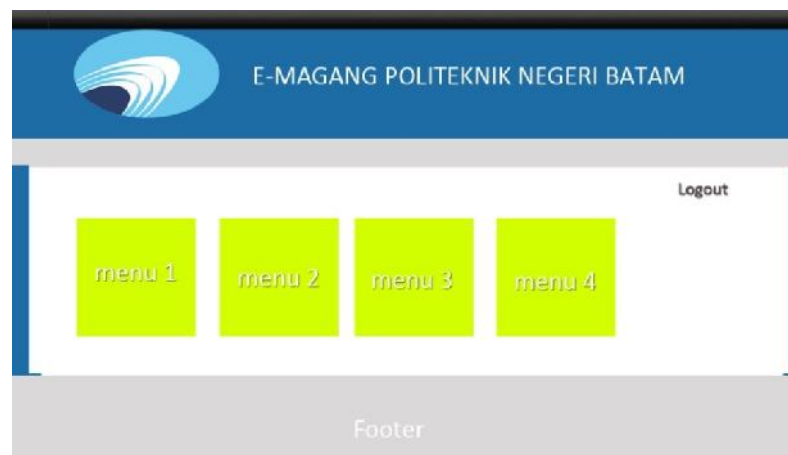 E-MAGANG POLITEKNIK NEGERI BATAM
Logout
menu 1 menu 2 menu 3 menu 4
Footer